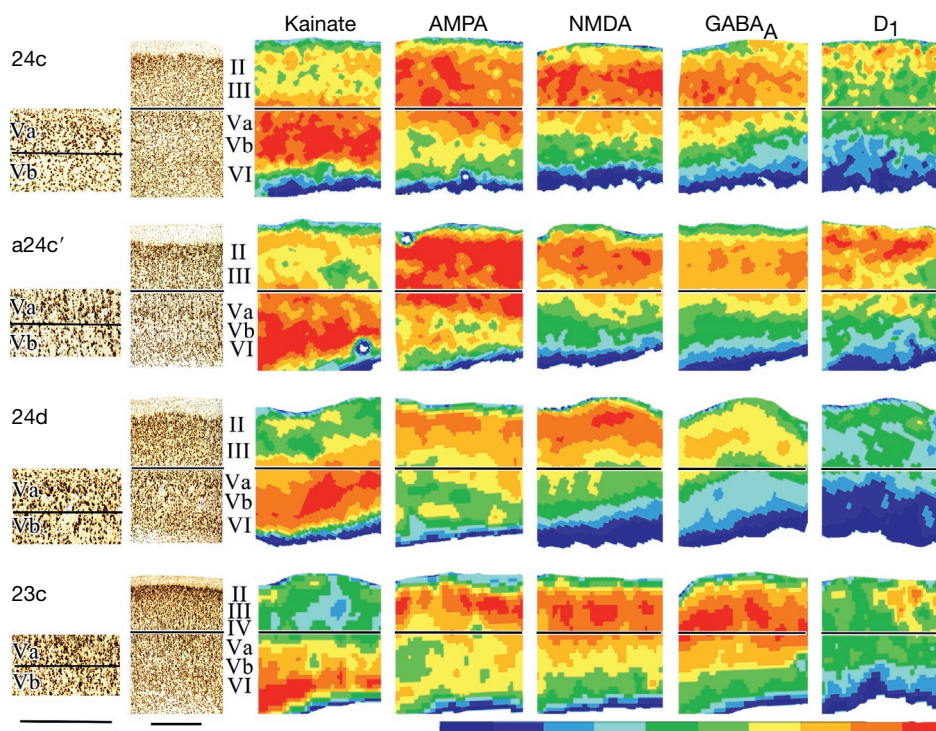 Kainate AMPA NMDA GABAA D1
24c
II
III
Va
Va
Vb
Vb
VI
a24c′
II
III
Va
Va
Vb
Vb
VI
24d
II
III
Va
Va
Vb
Vb
VI
23c
II
III
IV
Va
Va
Vb
Vb
VI